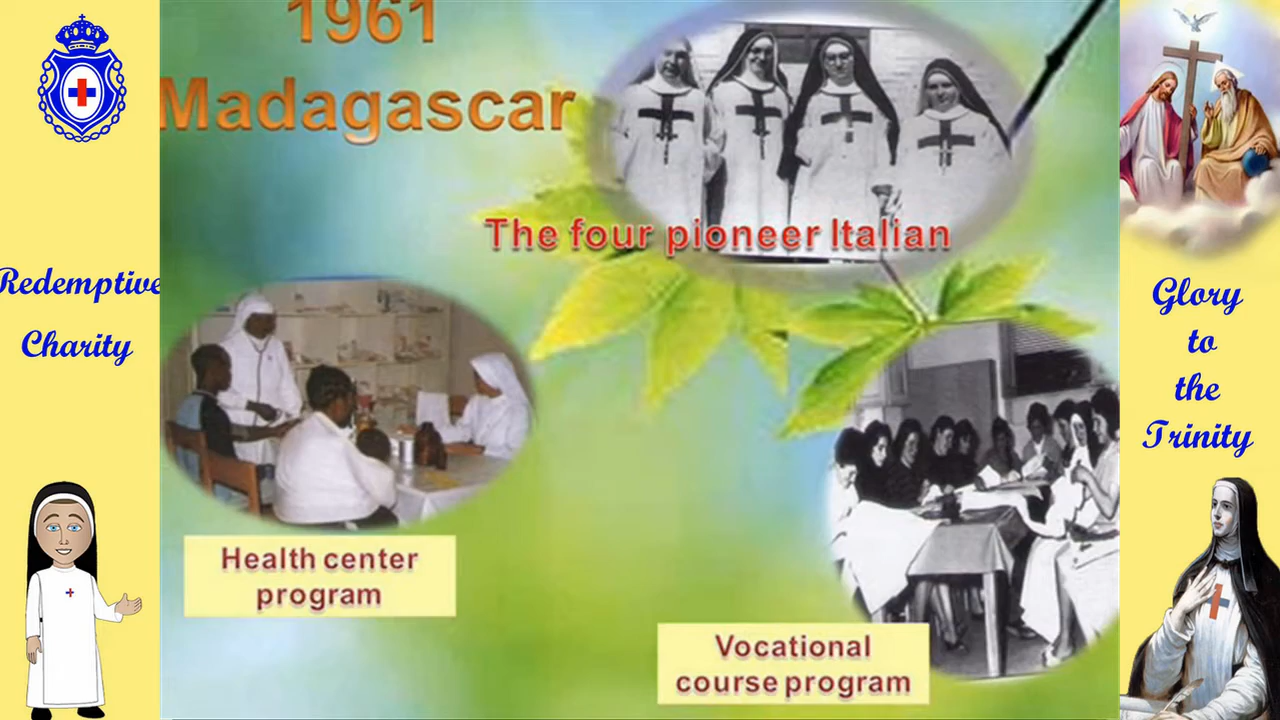 1961
Madagascar
The four pioneer Italian
Redemptive
Charity
Glory
to
the
Trinity
Health center
program
Vocational
course program